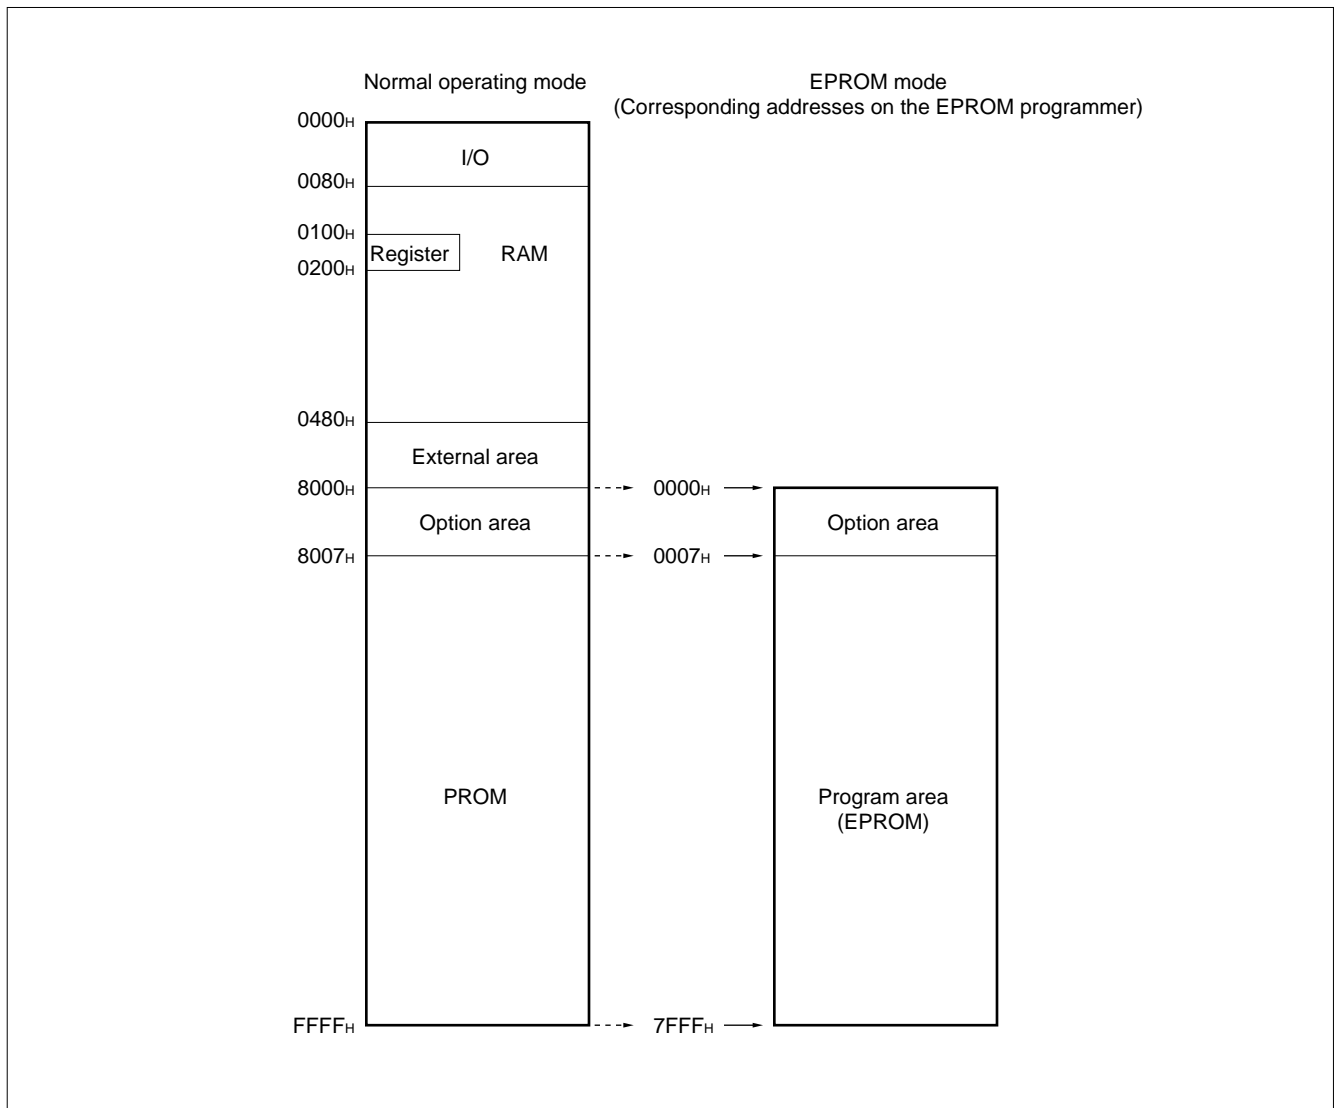 Normal operating mode
EPROM mode
(Corresponding addresses on the EPROM programmer)
0000H
I/O
0080H
0100H
Register
RAM
0200H
0480H
External area
8000H
0000H
Option area
Option area
8007H
0007H
PROM
Program area
(EPROM)
FFFFH
7FFFH